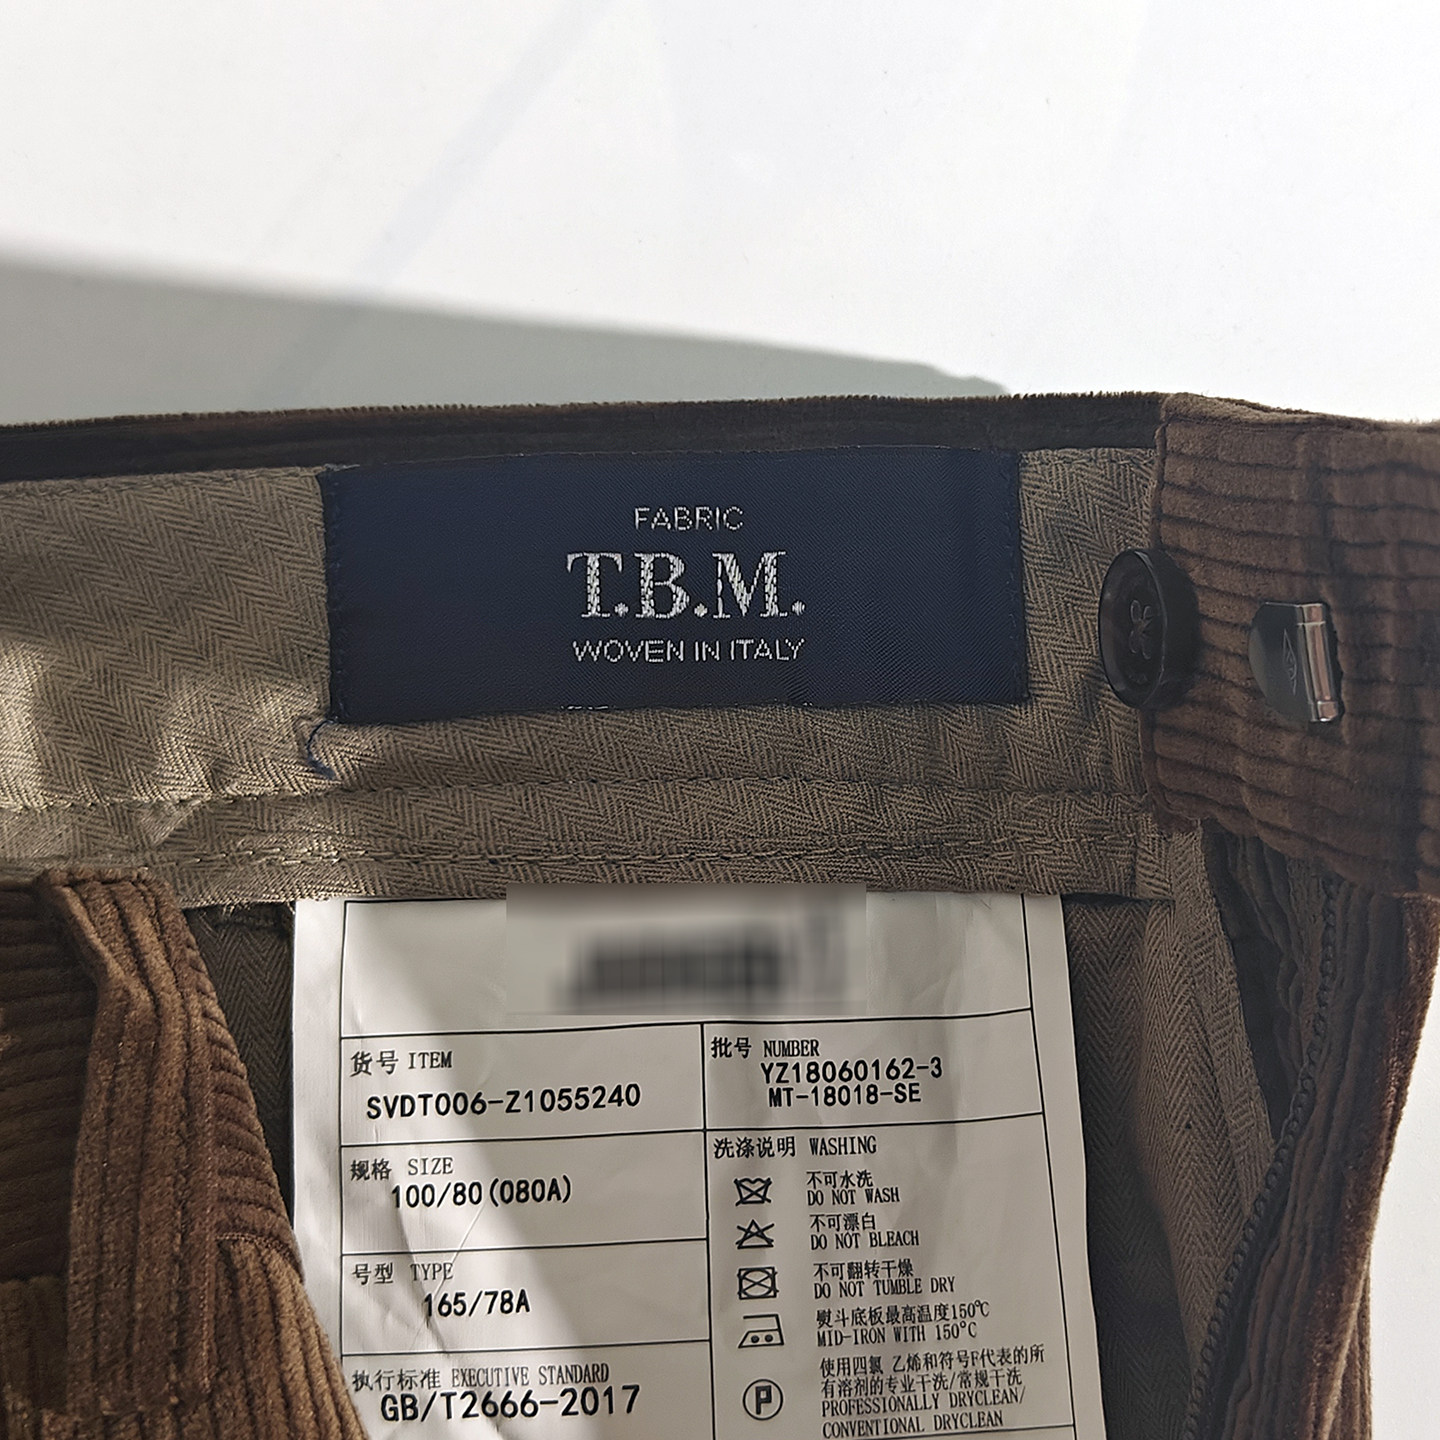 FABRIC
T.B.M.
WOVEN IN ITALY
货号 ITEM
SVDT006-Z1055240
批号 NUMBER
YZ18060162-3
MT-18018-SE
规格 SIZE
100/80(080A)
号型 TYPE
165/78A
执行标准 EXECUTIVE STANDARD
GB/T2666-2017
洗涤说明 WASHING
不可水洗
DO NOT WASH
不可漂白
DO NOT BLEACH
不可翻转干燥
DO NOT TUMBLE DRY
熨斗底板最高温度150℃
MID-IRON WITH 150°C
使用四氯 乙烯和符号F代表的所
有溶剂的专业干洗/常规干洗
P
PROFESSIONALLY DRYCLEAN/
CONVENTIONAL DRYCLEAN